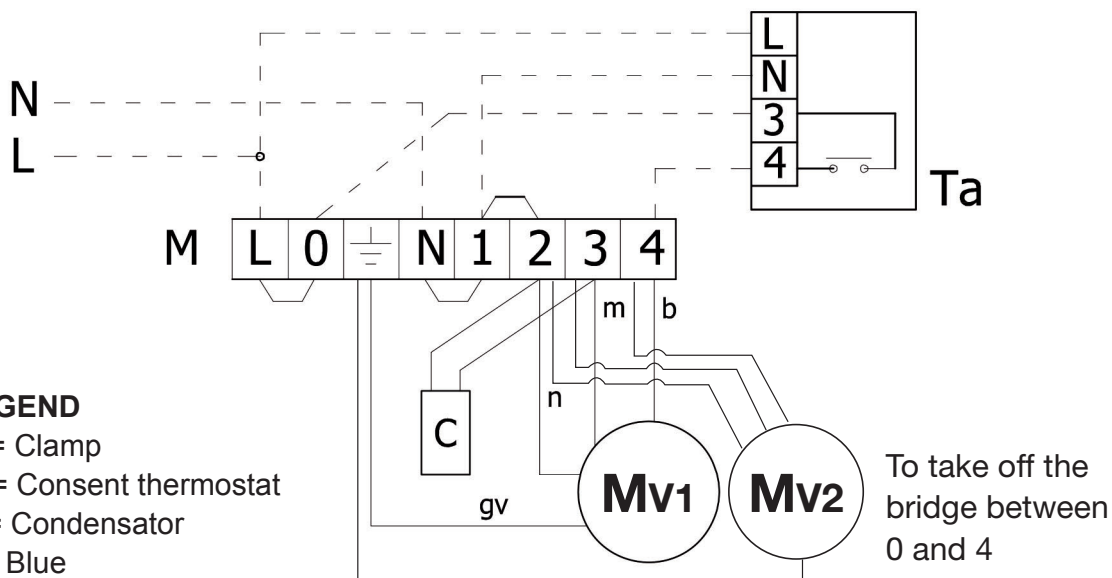 L
N
N
3
L
4
Ta
M L 0 N 1 2 3 4
m b
n
GEND
= Clamp
C
= Consent thermostat
Mv1 Mv2
To take off the
bridge between
0 and 4
gv
= Condensator
Blue